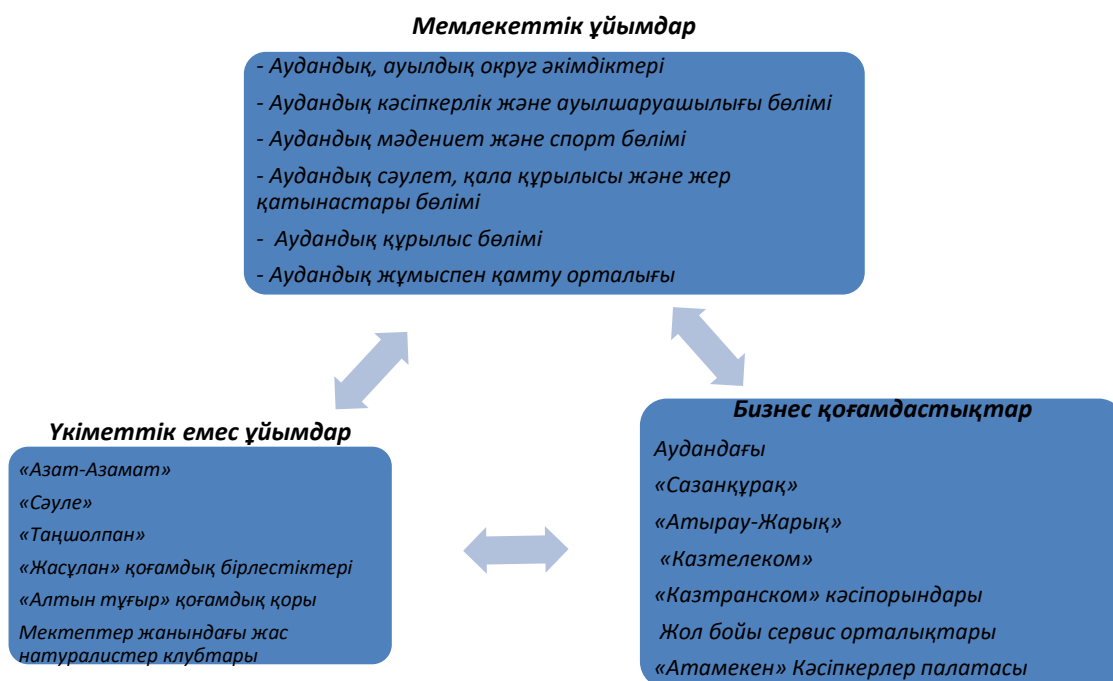 Мемлекеттік ұйымдар
- Аудандық, ауылдық округ әкімдіктері
- Аудандық кәсіпкерлік және ауылшаруашылығы бөлімі
- Аудандық мәдениет және спорт бөлімі
- Аудандық сәулет, қала құрылысы және жер
қатынастары бөлімі
- Аудандық құрылыс бөлімі
- Аудандық жұмыспен қамту орталығы
Үкіметтік емес ұйымдар
«Азат-Азамат»
«Сәуле»
«Таңшолпан»
«Жасұлан» қоғамдық бірлестіктері
«Алтын тұғыр» қоғамдық қоры
Мектептер жанындағы жас
натуралистер клубтары
Бизнес қоғамдастықтар
Аудандағы
«Сазанқұрақ»
«Атырау-Жарық»
«Казтелеком»
«Казтранском» кәсіпорындары
Жол бойы сервис орталықтары
«Атамекен» Кәсіпкерлер палатасы